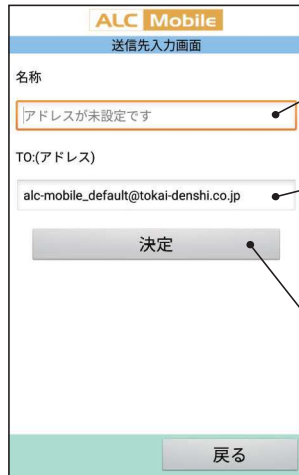 ALC Mobile
送信先入力画面
名称
アドレスが未設定です
TO:(アドレス)
alc-mobile_default@tokai-denshi.co.jp
決定
戻る